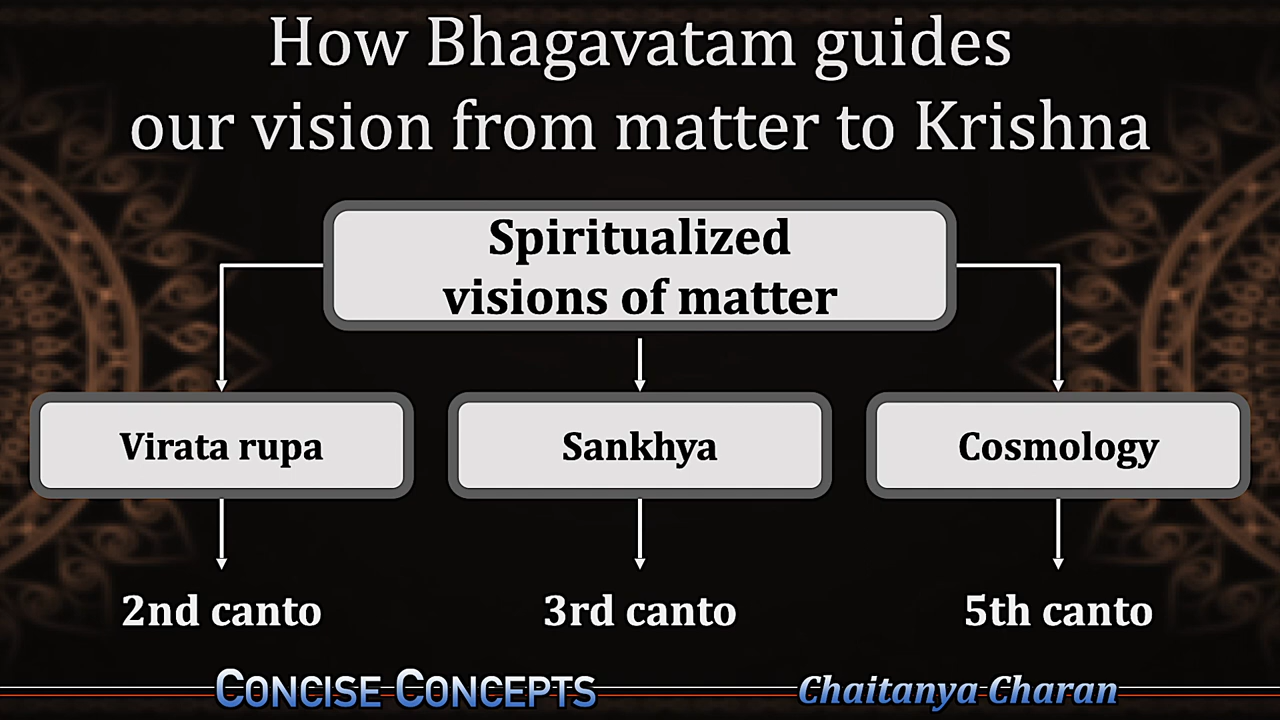 How Bhagavatam guides
our vision from matter to Krishna
Spiritualized
visions of matter
Virata rupa
Sankhya
Cosmology
2nd canto
3rd canto
5th canto
Concise Concepts
Chaitanya Charan